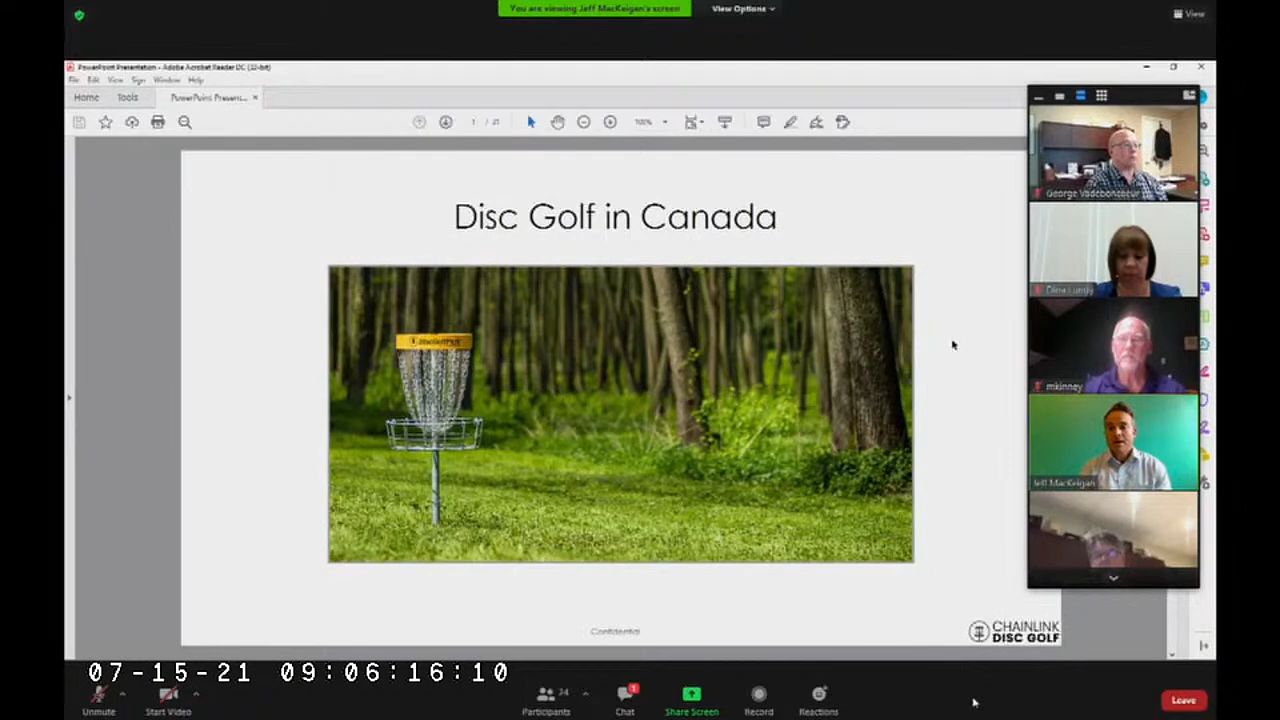 You are viewing Jeff MacKeigan's screen
View Options
View
PowerPoint Presentation - Adobe Acrobat Reader DC (32-bit)
File Edit View Sign Window Help
Home Tools PowerPoint Presen... ×
1 / 21
100%
Disc Golf in Canada
George Vadeboncoeur
mkinney
Jeff MacKeigan
Confidential
CHAINLINK
DISC GOLF
07-15-21 09:06:16:10
Unmute
Start Video
Participants
Chat 1
Share Screen
Record
Reactions
Leave